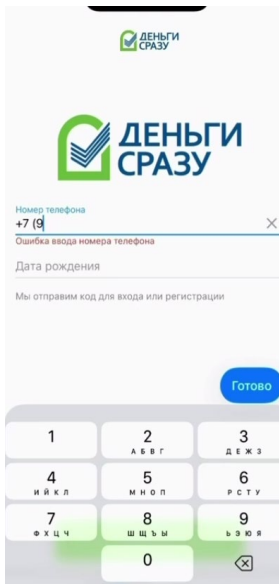 ДЕНЬГИ
СРАЗУ
ДЕНЬГИ
СРАЗУ
Номер телефона
+7 (9
Ошибка ввода номера телефона
Дата рождения
Мы отправим код для входа или регистрации
Готово
1 2 3
АБВГ ДЕЖЗ
4 5 6
ИЙКЛ МНОП РСТУ
7 8 9
ФХЦЧ ШЩЪЫ ЬЭЮЯ
0